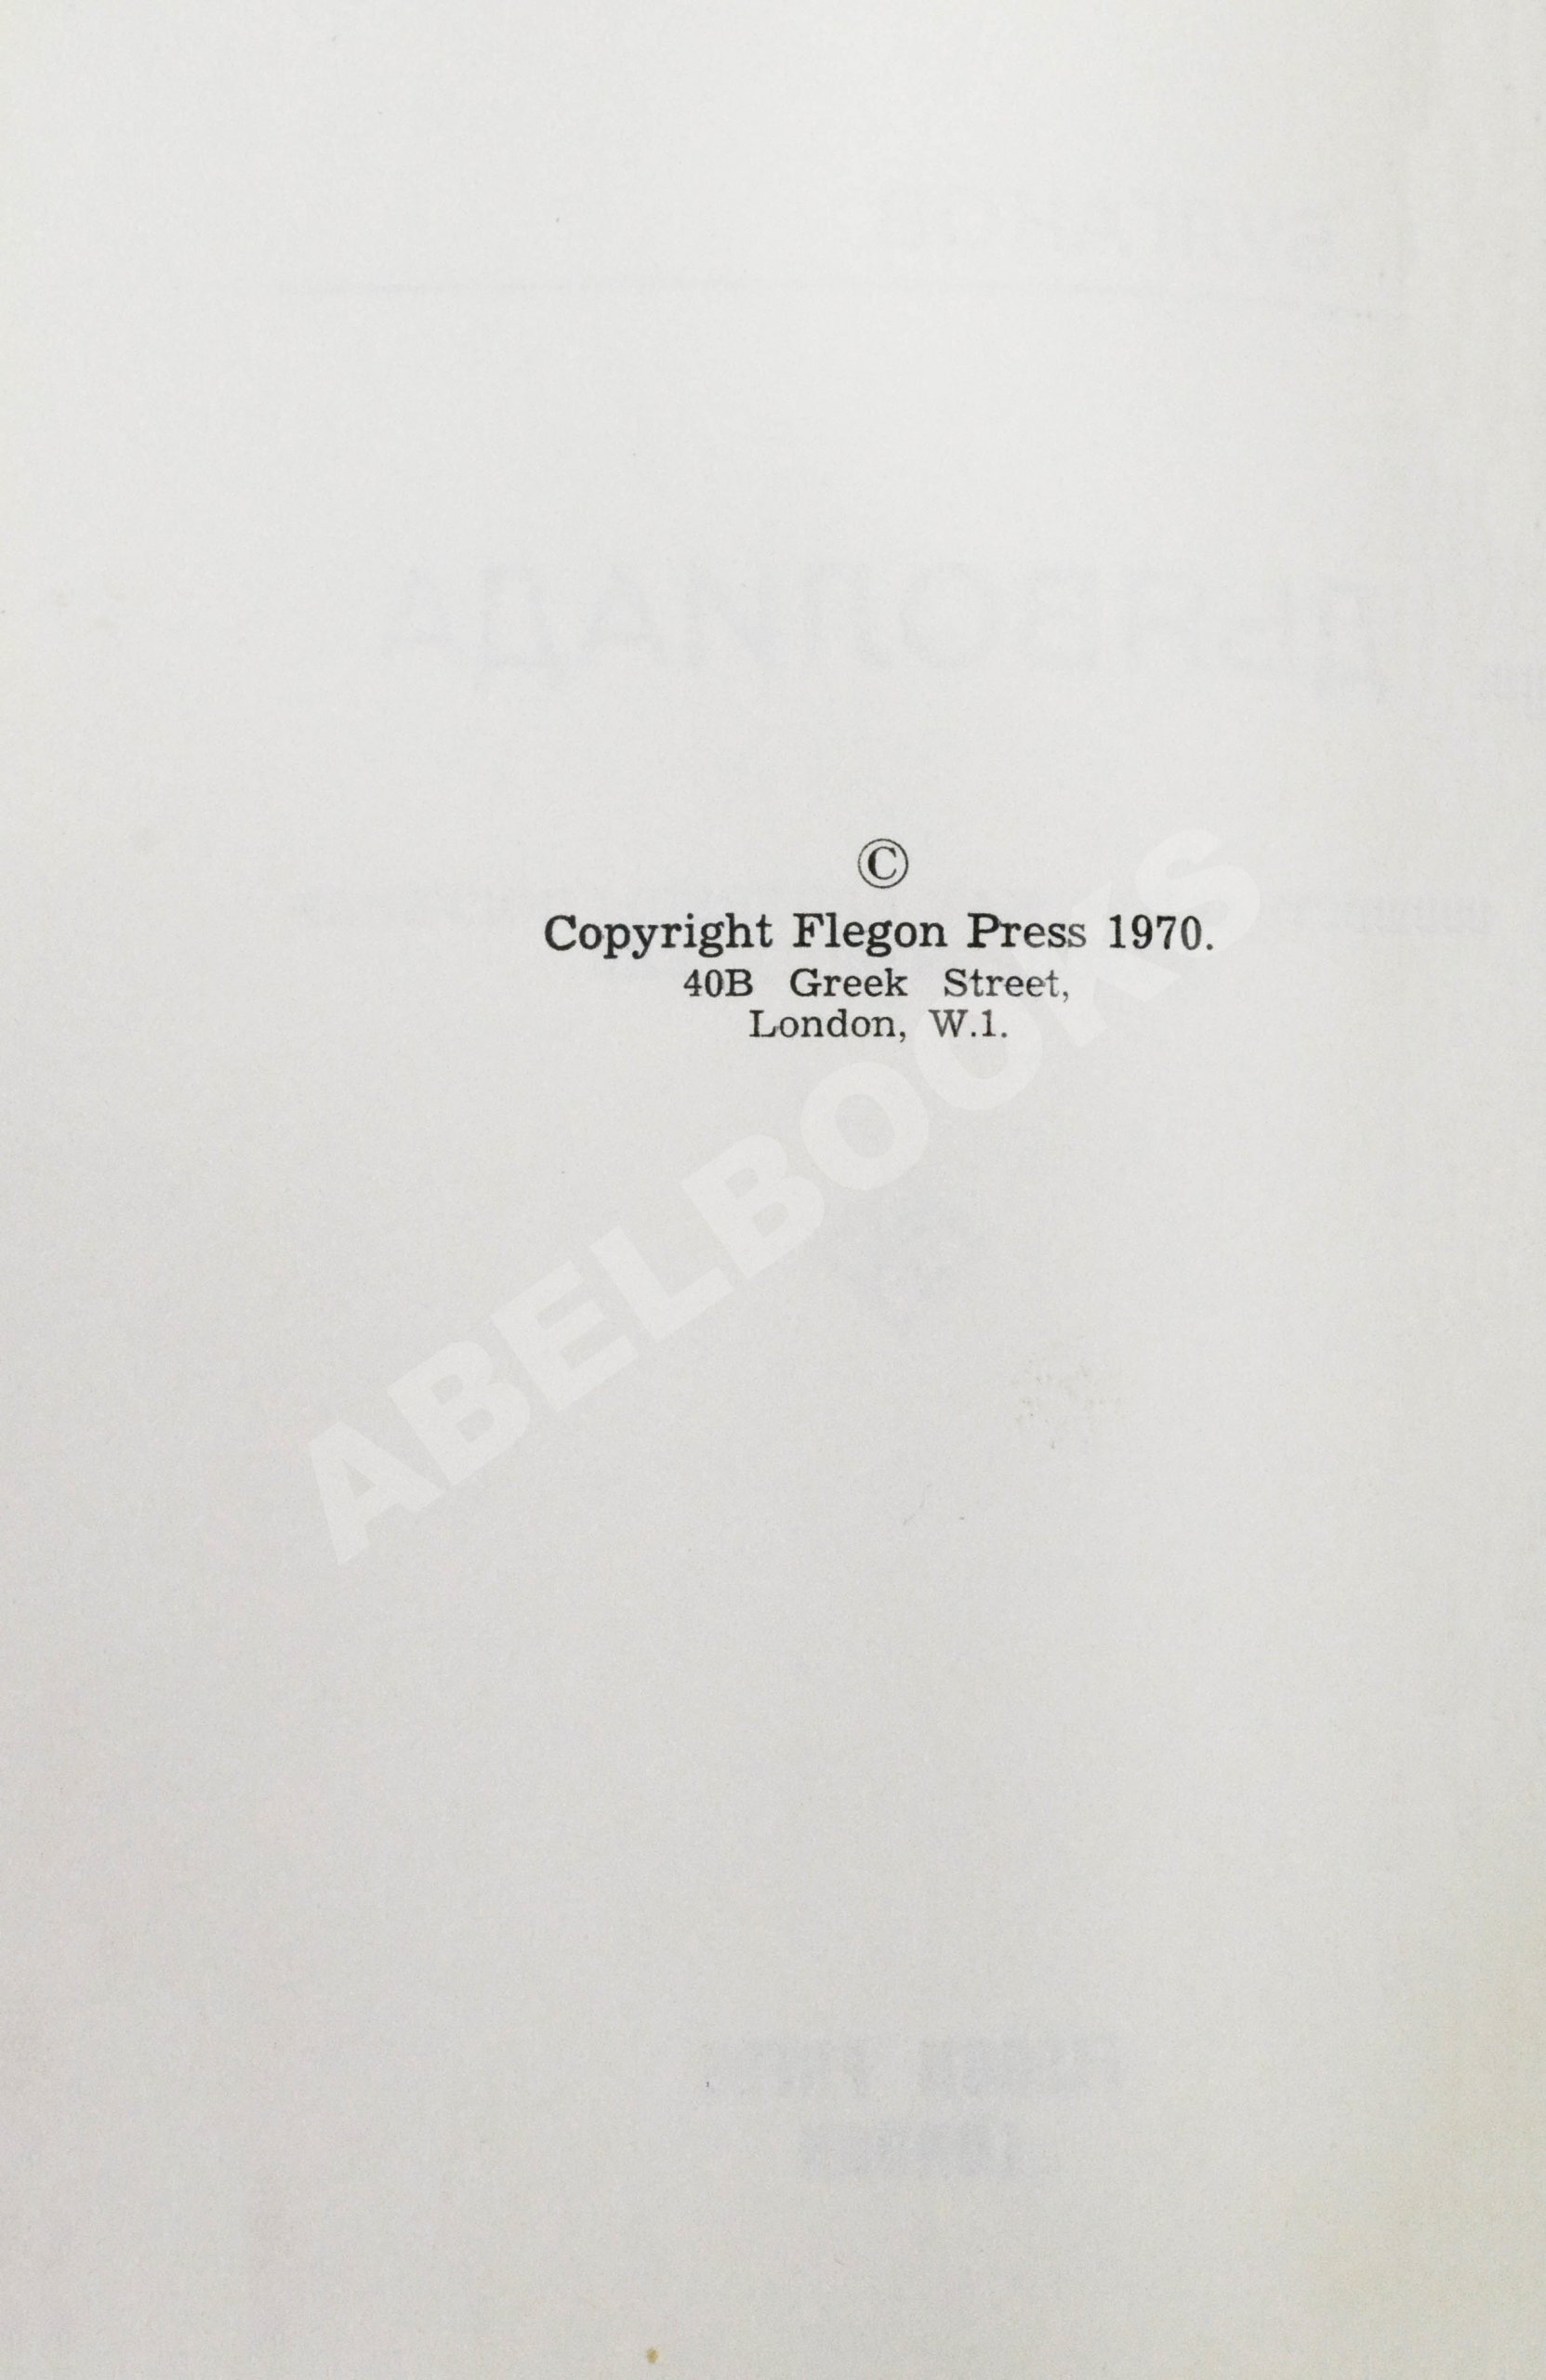 ©
Copyright Flegon Press 1970.
40B Greek Street,
London, W.1.
ABELBOOKS